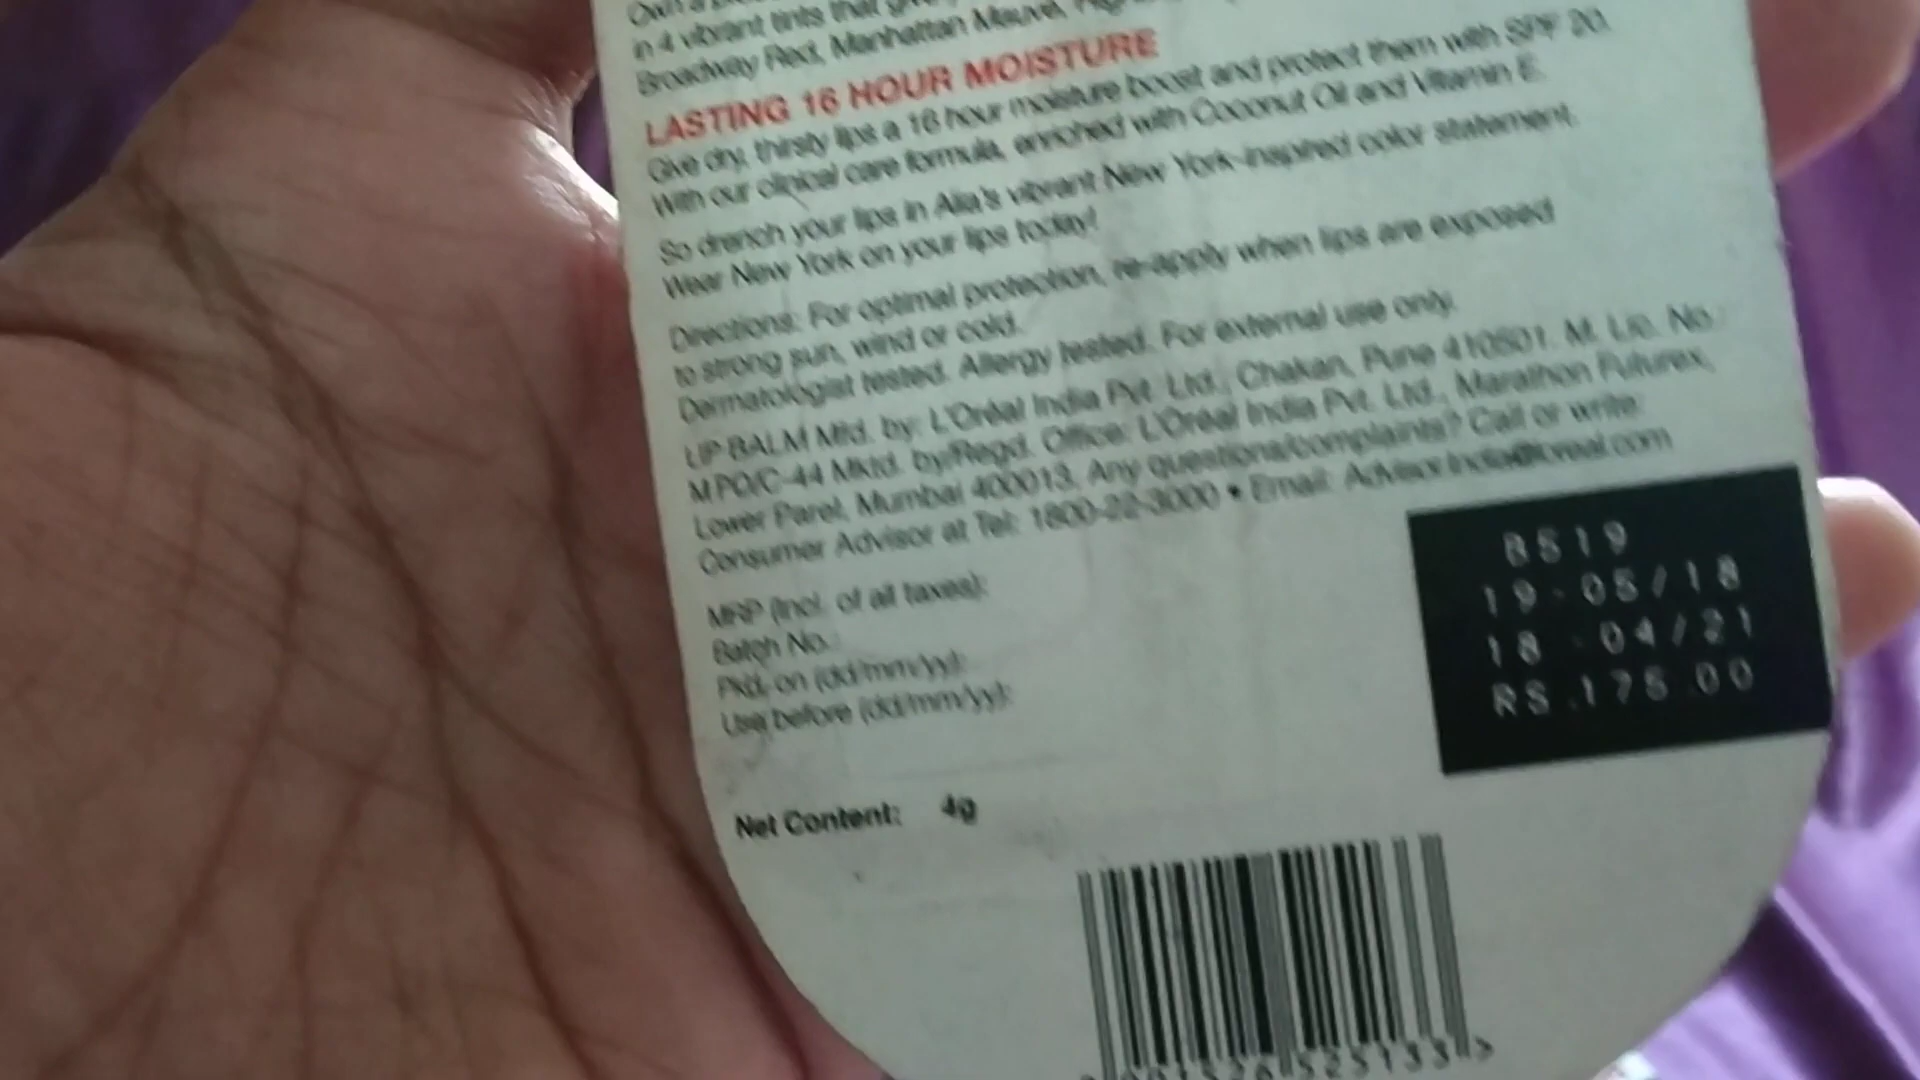 in 4 vibrant tints that
Broadway Red, Manhattan Mauve,
LASTING 16 HOUR MOISTURE
Give dry, thirsty lips a 16 hour moisture boost and protect them with SPF 20.
With our clinical care formula, enriched with Coconut Oil and Vitamin E.
So drench your lips in Alia's vibrant New York-inspired color statement.
Wear New York on your lips today!
Directions: For optimal protection, re-apply when lips are exposed
to strong sun, wind or cold.
Dermatologist tested. Allergy tested. For external use only.
LIP BALM Mfd. by: L'Oréal India Pvt. Ltd., Chakan, Pune 410501. M. Lic. No.:
MPO/C-44 Mktd. by/Regd. Office: L'Oréal India Pvt. Ltd., Marathon Futurex,
Lower Parel, Mumbai 400013. Any questions/complaints? Call or write:
Consumer Advisor at Tel: 1800-22-3000 • Email: AdvisorIndia@loreal.com
MRP (Incl. of all taxes):
Batch No.:
Pkd. on (dd/mm/yy):
Use before (dd/mm/yy):
B519
19-05/18
18-04/21
RS.175.00
Net Content: 4g